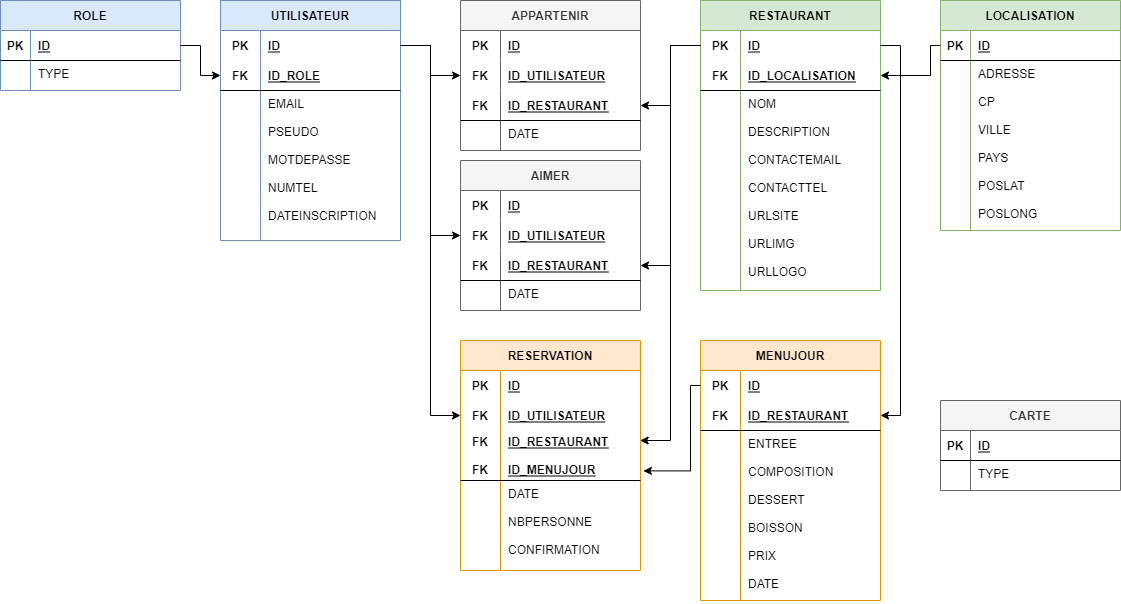 ROLE
PK ID
TYPE
UTILISATEUR
PK ID
FK ID_ROLE
EMAIL
PSEUDO
MOTDEPASSE
NUMTEL
DATEINSCRIPTION
APPARTENIR
PK ID
FK ID_UTILISATEUR
FK ID_RESTAURANT
DATE
AIMER
PK ID
FK ID_UTILISATEUR
FK ID_RESTAURANT
DATE
RESERVATION
PK ID
FK ID_UTILISATEUR
FK ID_RESTAURANT
FK ID_MENUJOUR
DATE
NBPERSONNE
CONFIRMATION
RESTAURANT
PK ID
FK ID_LOCALISATION
NOM
DESCRIPTION
CONTACTEMAIL
CONTACTTEL
URLSITE
URLIMG
URLLOGO
MENUJOUR
PK ID
FK ID_RESTAURANT
ENTREE
COMPOSITION
DESSERT
BOISSON
PRIX
DATE
LOCALISATION
PK ID
ADRESSE
CP
VILLE
PAYS
POSLAT
POSLONG
CARTE
PK ID
TYPE